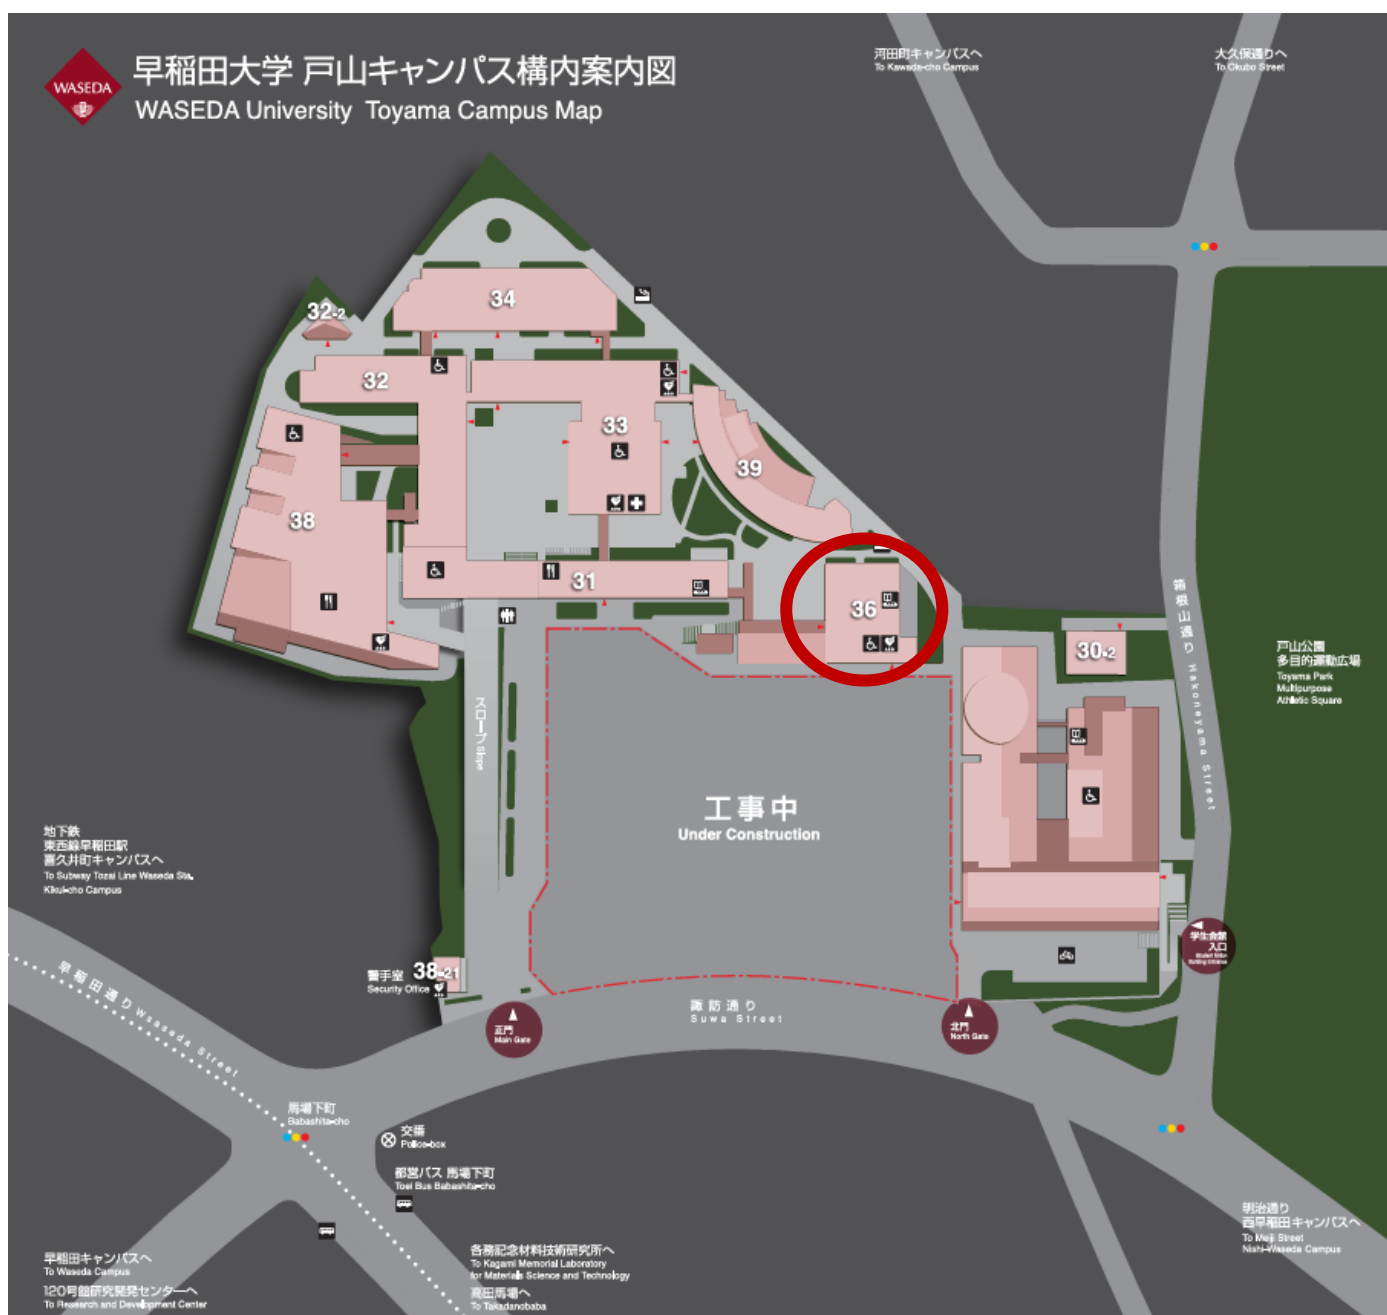 WASEDA
早稲田大学 戸山キャンパス構内案内図
WASEDA University Toyama Campus Map
河田町キャンパスへ
To Kawada-cho Campus
大久保通りへ
To Okubo Street
34
32-2
32
33
39
38
31
36
30-2
箱根山通り Hakoneyama Street
戸山公園
多目的運動広場
Toyama Park
Multipurpose
Athletic Square
スロープ Slope
工事中
Under Construction
地下鉄
東西線早稲田駅
喜久井町キャンパスへ
To Subway Tozai Line Waseda Sta.
Kikui-cho Campus
学生会館
入口
Student Union
Building Entrance
早稲田通り Wsaseda Street
警手室
Security Office
38-21
諏訪通り
Suwa Street
正門
Main Gate
北門
North Gate
馬場下町
Babashita-cho
交番
Police-box
都営バス 馬場下町
Toei Bus Babashita-cho
明治通り
西早稲田キャンパスへ
To Meiji Street
Nishi-Waseda Campus
早稲田キャンパスへ
To Waseda Campus
120号館研究開発センターへ
To Research and Development Center
各務記念材料技術研究所へ
To Kagami Memorial Laboratory
for Materials Science and Technology
高田馬場へ
To Takadanobaba